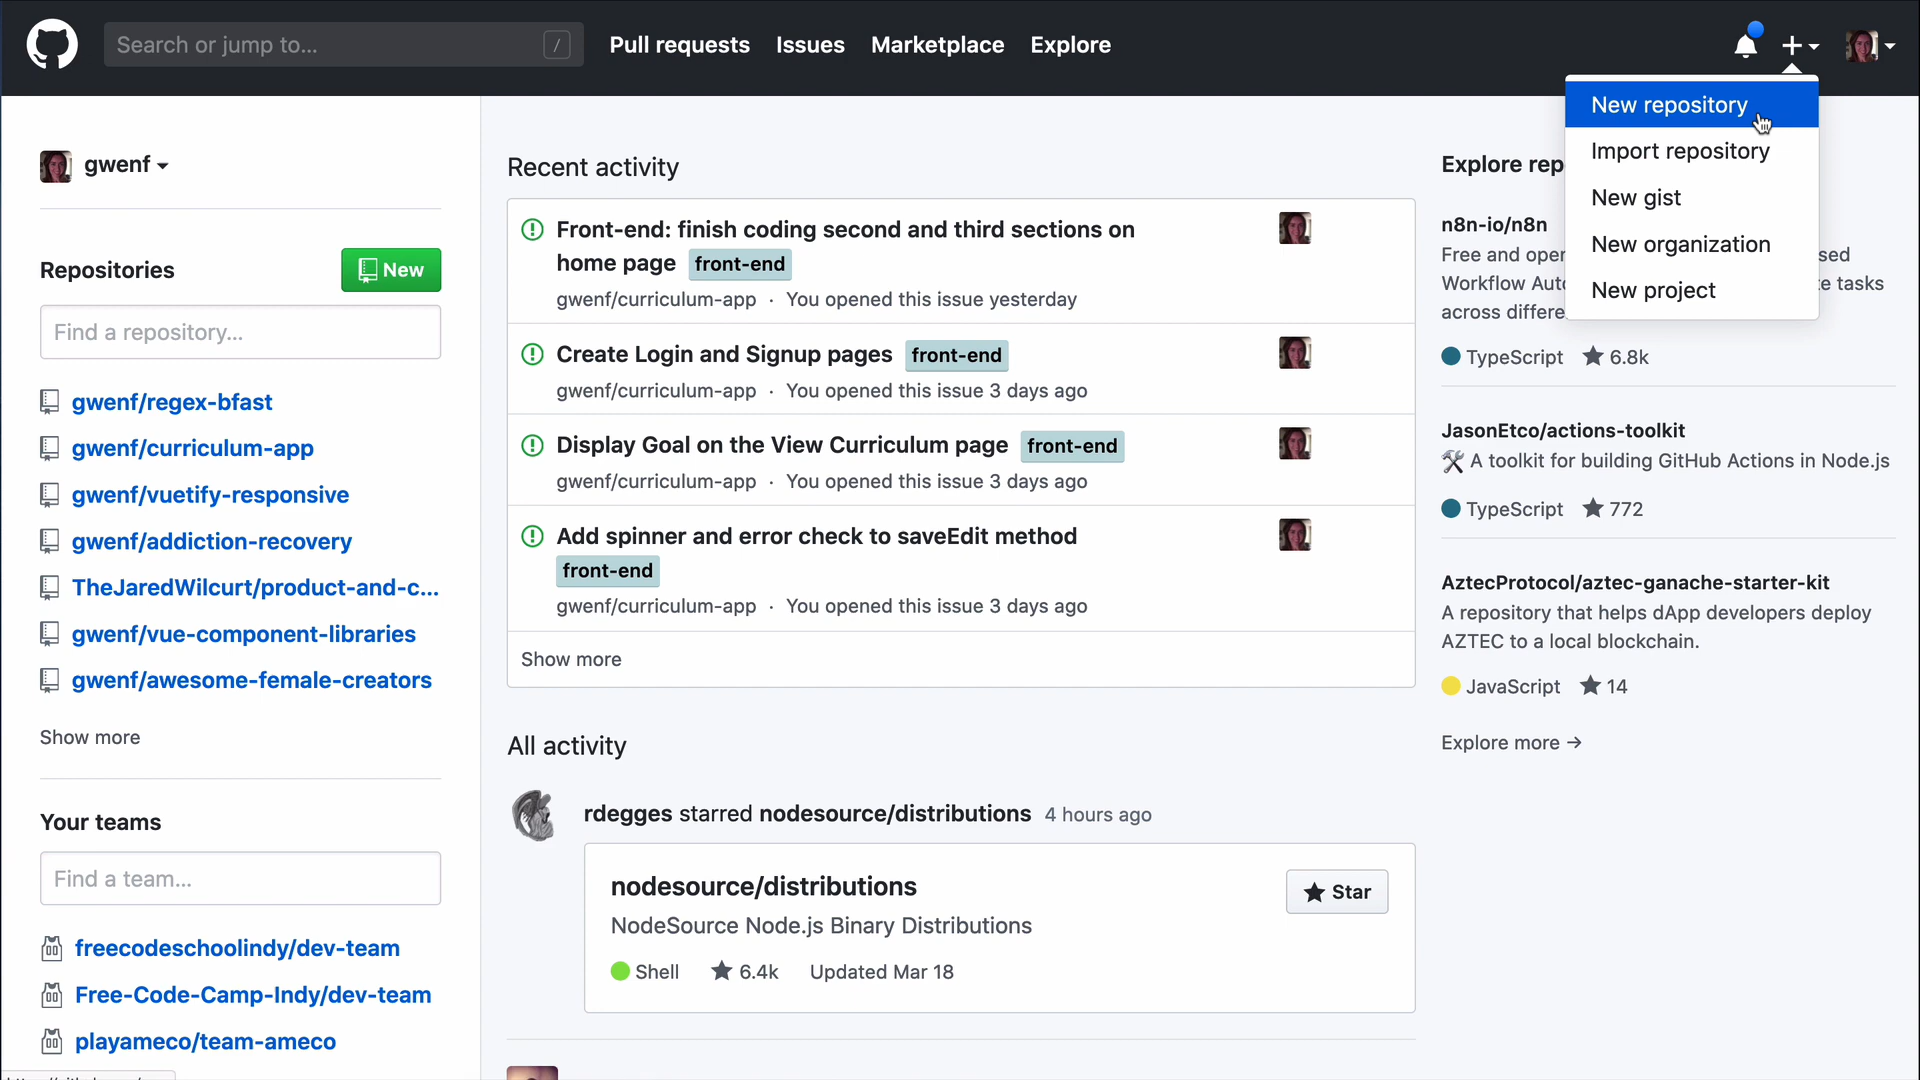 Search or jump to...
/
Pull requests
Issues
Marketplace
Explore
New repository
Import repository
New gist
New organization
New project
gwenf
Repositories
New
Find a repository...
gwenf/regex-bfast
gwenf/curriculum-app
gwenf/vuetify-responsive
gwenf/addiction-recovery
TheJaredWilcurt/product-and-c...
gwenf/vue-component-libraries
gwenf/awesome-female-creators
Show more
Your teams
Find a team...
freecodeschoolindy/dev-team
Free-Code-Camp-Indy/dev-team
playameco/team-ameco
Recent activity
Front-end: finish coding second and third sections on
home page front-end
gwenf/curriculum-app · You opened this issue yesterday
Create Login and Signup pages front-end
gwenf/curriculum-app · You opened this issue 3 days ago
Display Goal on the View Curriculum page front-end
gwenf/curriculum-app · You opened this issue 3 days ago
Add spinner and error check to saveEdit method
front-end
gwenf/curriculum-app · You opened this issue 3 days ago
Show more
All activity
rdegges starred nodesource/distributions 4 hours ago
nodesource/distributions
Star
NodeSource Node.js Binary Distributions
Shell 6.4k Updated Mar 18
Explore
n8n-io/n8n
Free and
Workflow tasks
across
TypeScript 6.8k
JasonEtco/actions-toolkit
🛠 A toolkit for building GitHub Actions in Node.js
TypeScript 772
AztecProtocol/aztec-ganache-starter-kit
A repository that helps dApp developers deploy
AZTEC to a local blockchain.
JavaScript 14
Explore more →